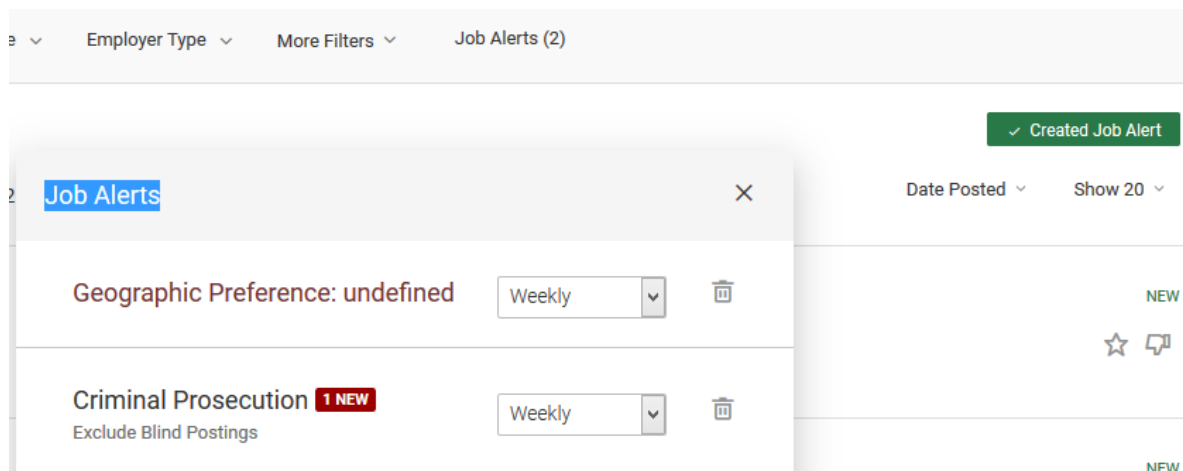 e Employer Type More Filters Job Alerts (2)
Created Job Alert
2 Job Alerts Date Posted Show 20
Geographic Preference: undefined Weekly
NEW
Criminal Prosecution 1 NEW Weekly
Exclude Blind Postings
NEW